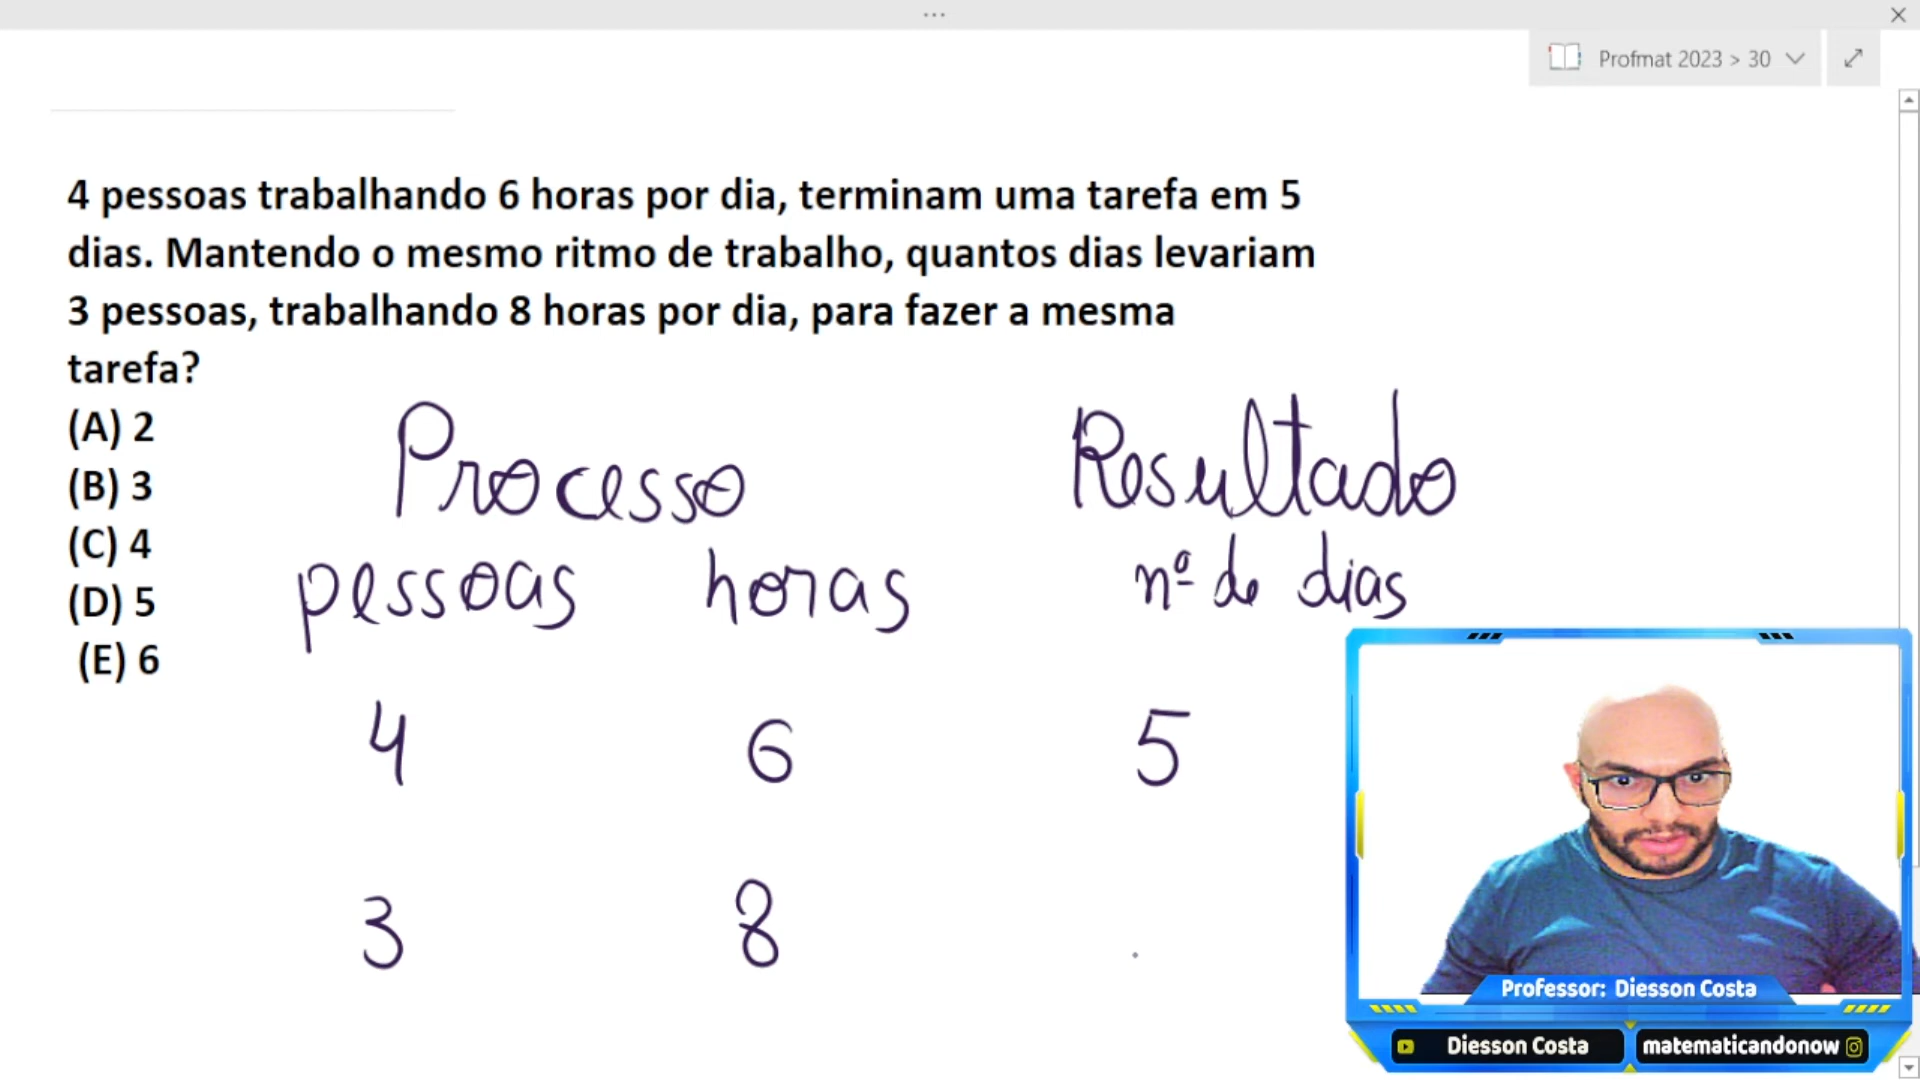 ...
Profmat 2023 > 30
4 pessoas trabalhando 6 horas por dia, terminam uma tarefa em 5
dias. Mantendo o mesmo ritmo de trabalho, quantos dias levariam
3 pessoas, trabalhando 8 horas por dia, para fazer a mesma
tarefa?
(A) 2
(B) 3
(C) 4
(D) 5
(E) 6
Processo Resultado
pessoas horas nº de dias
4 6 5
3 8
Professor: Diesson Costa
Diesson Costa matematicandonow